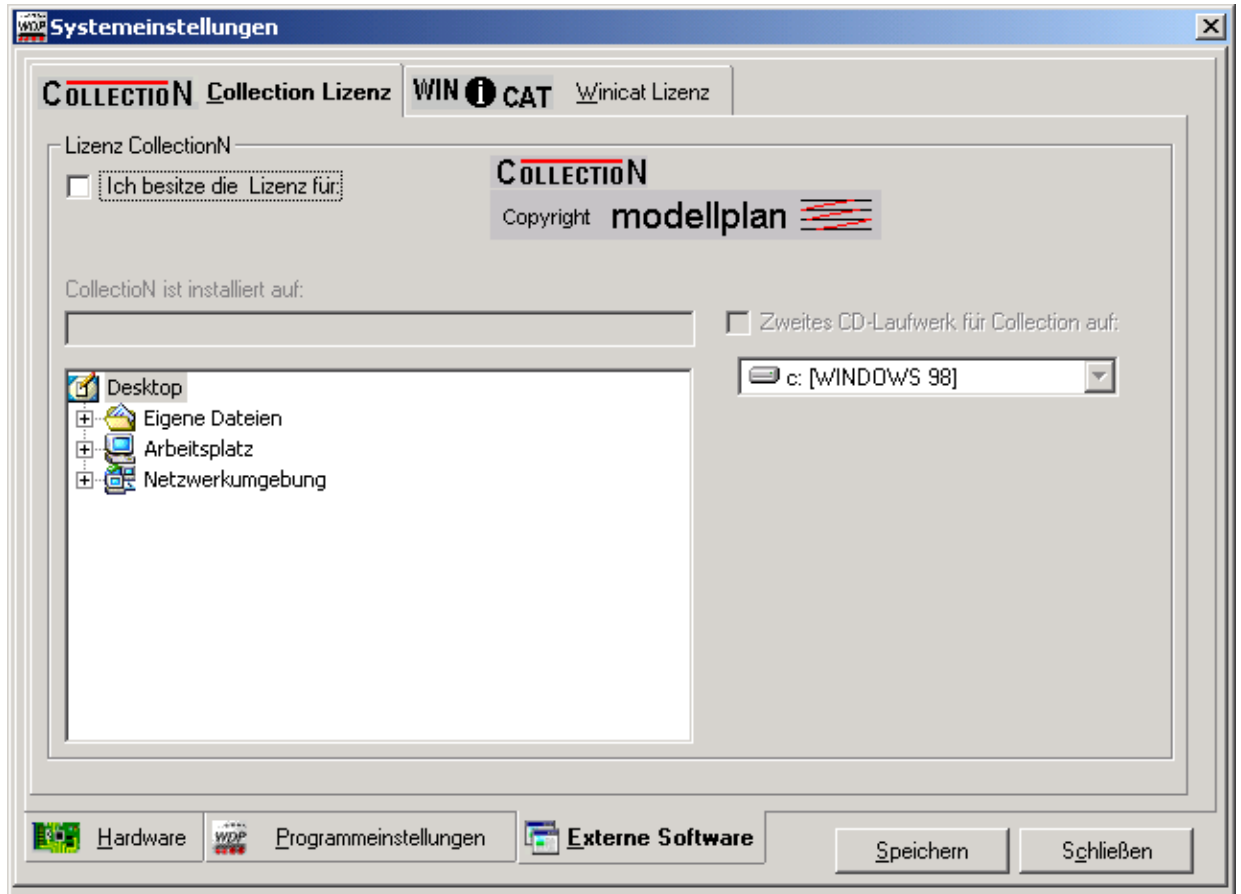 WDP Systemeinstellungen
COLLECTION Collection Lizenz WIN i CAT Winicat Lizenz
Lizenz CollectionN
Ich besitze die Lizenz für:
COLLECTION
Copyright modellplan
CollectioN ist installiert auf:
Zweites CD-Laufwerk für Collection auf:
c: [WINDOWS 98]
Desktop
Eigene Dateien
Arbeitsplatz
Netzwerkumgebung
Hardware WDP Programmeinstellungen Externe Software Speichern Schließen